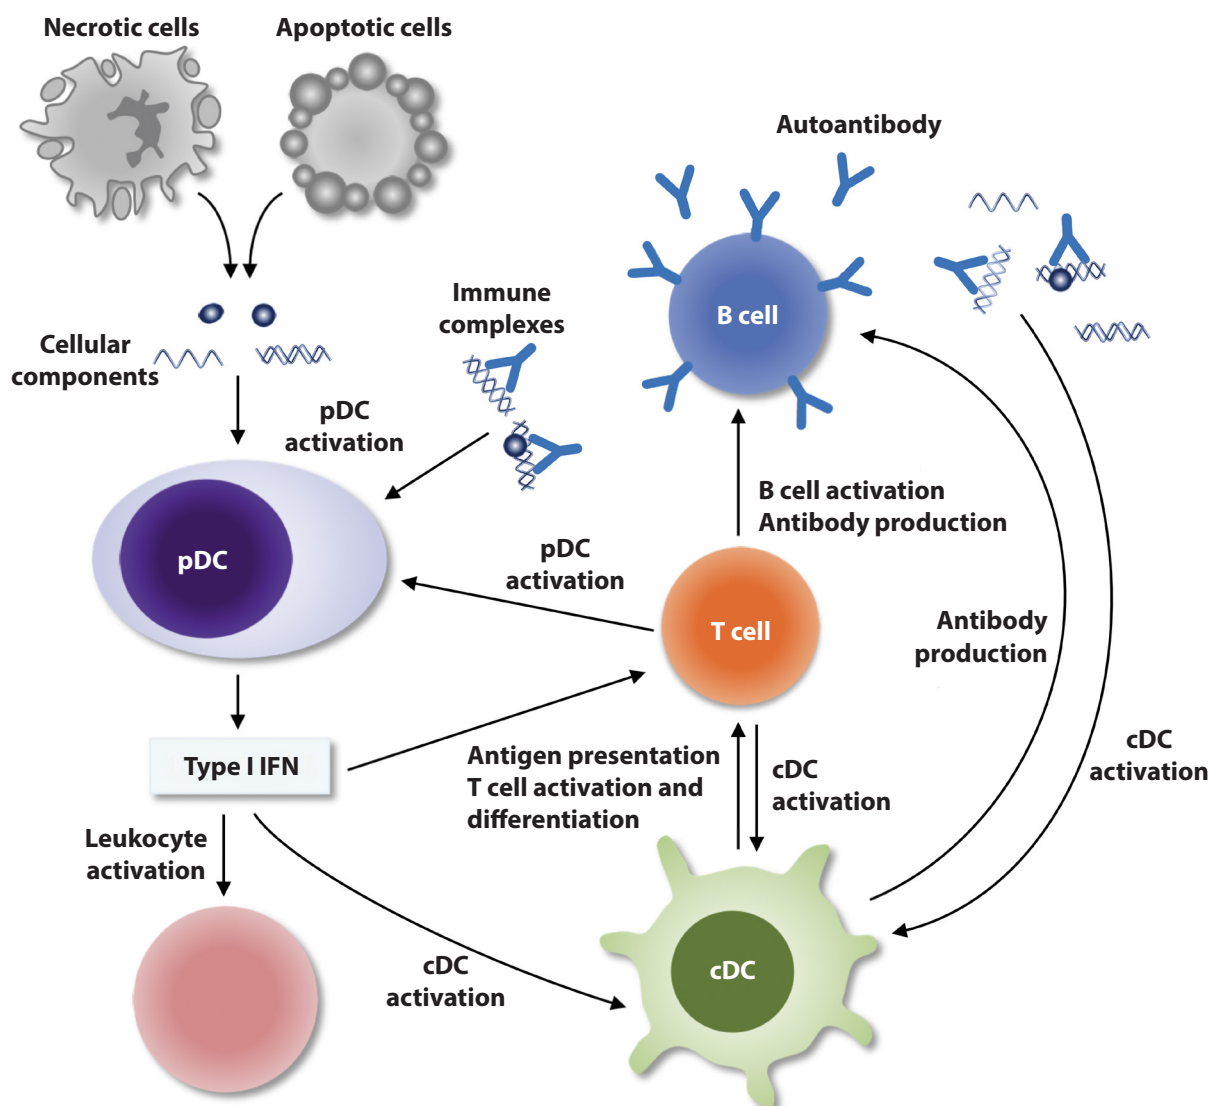 Necrotic cells
Apoptotic cells
Autoantibody
Immune
complexes
B cell
Cellular
components
pDC
activation
B cell activation
Antibody production
pDC
pDC
activation
T cell
Antibody
production
Type I IFN
Antigen presentation
T cell activation and
differentiation
cDC
activation
cDC
activation
Leukocyte
activation
cDC
activation
cDC